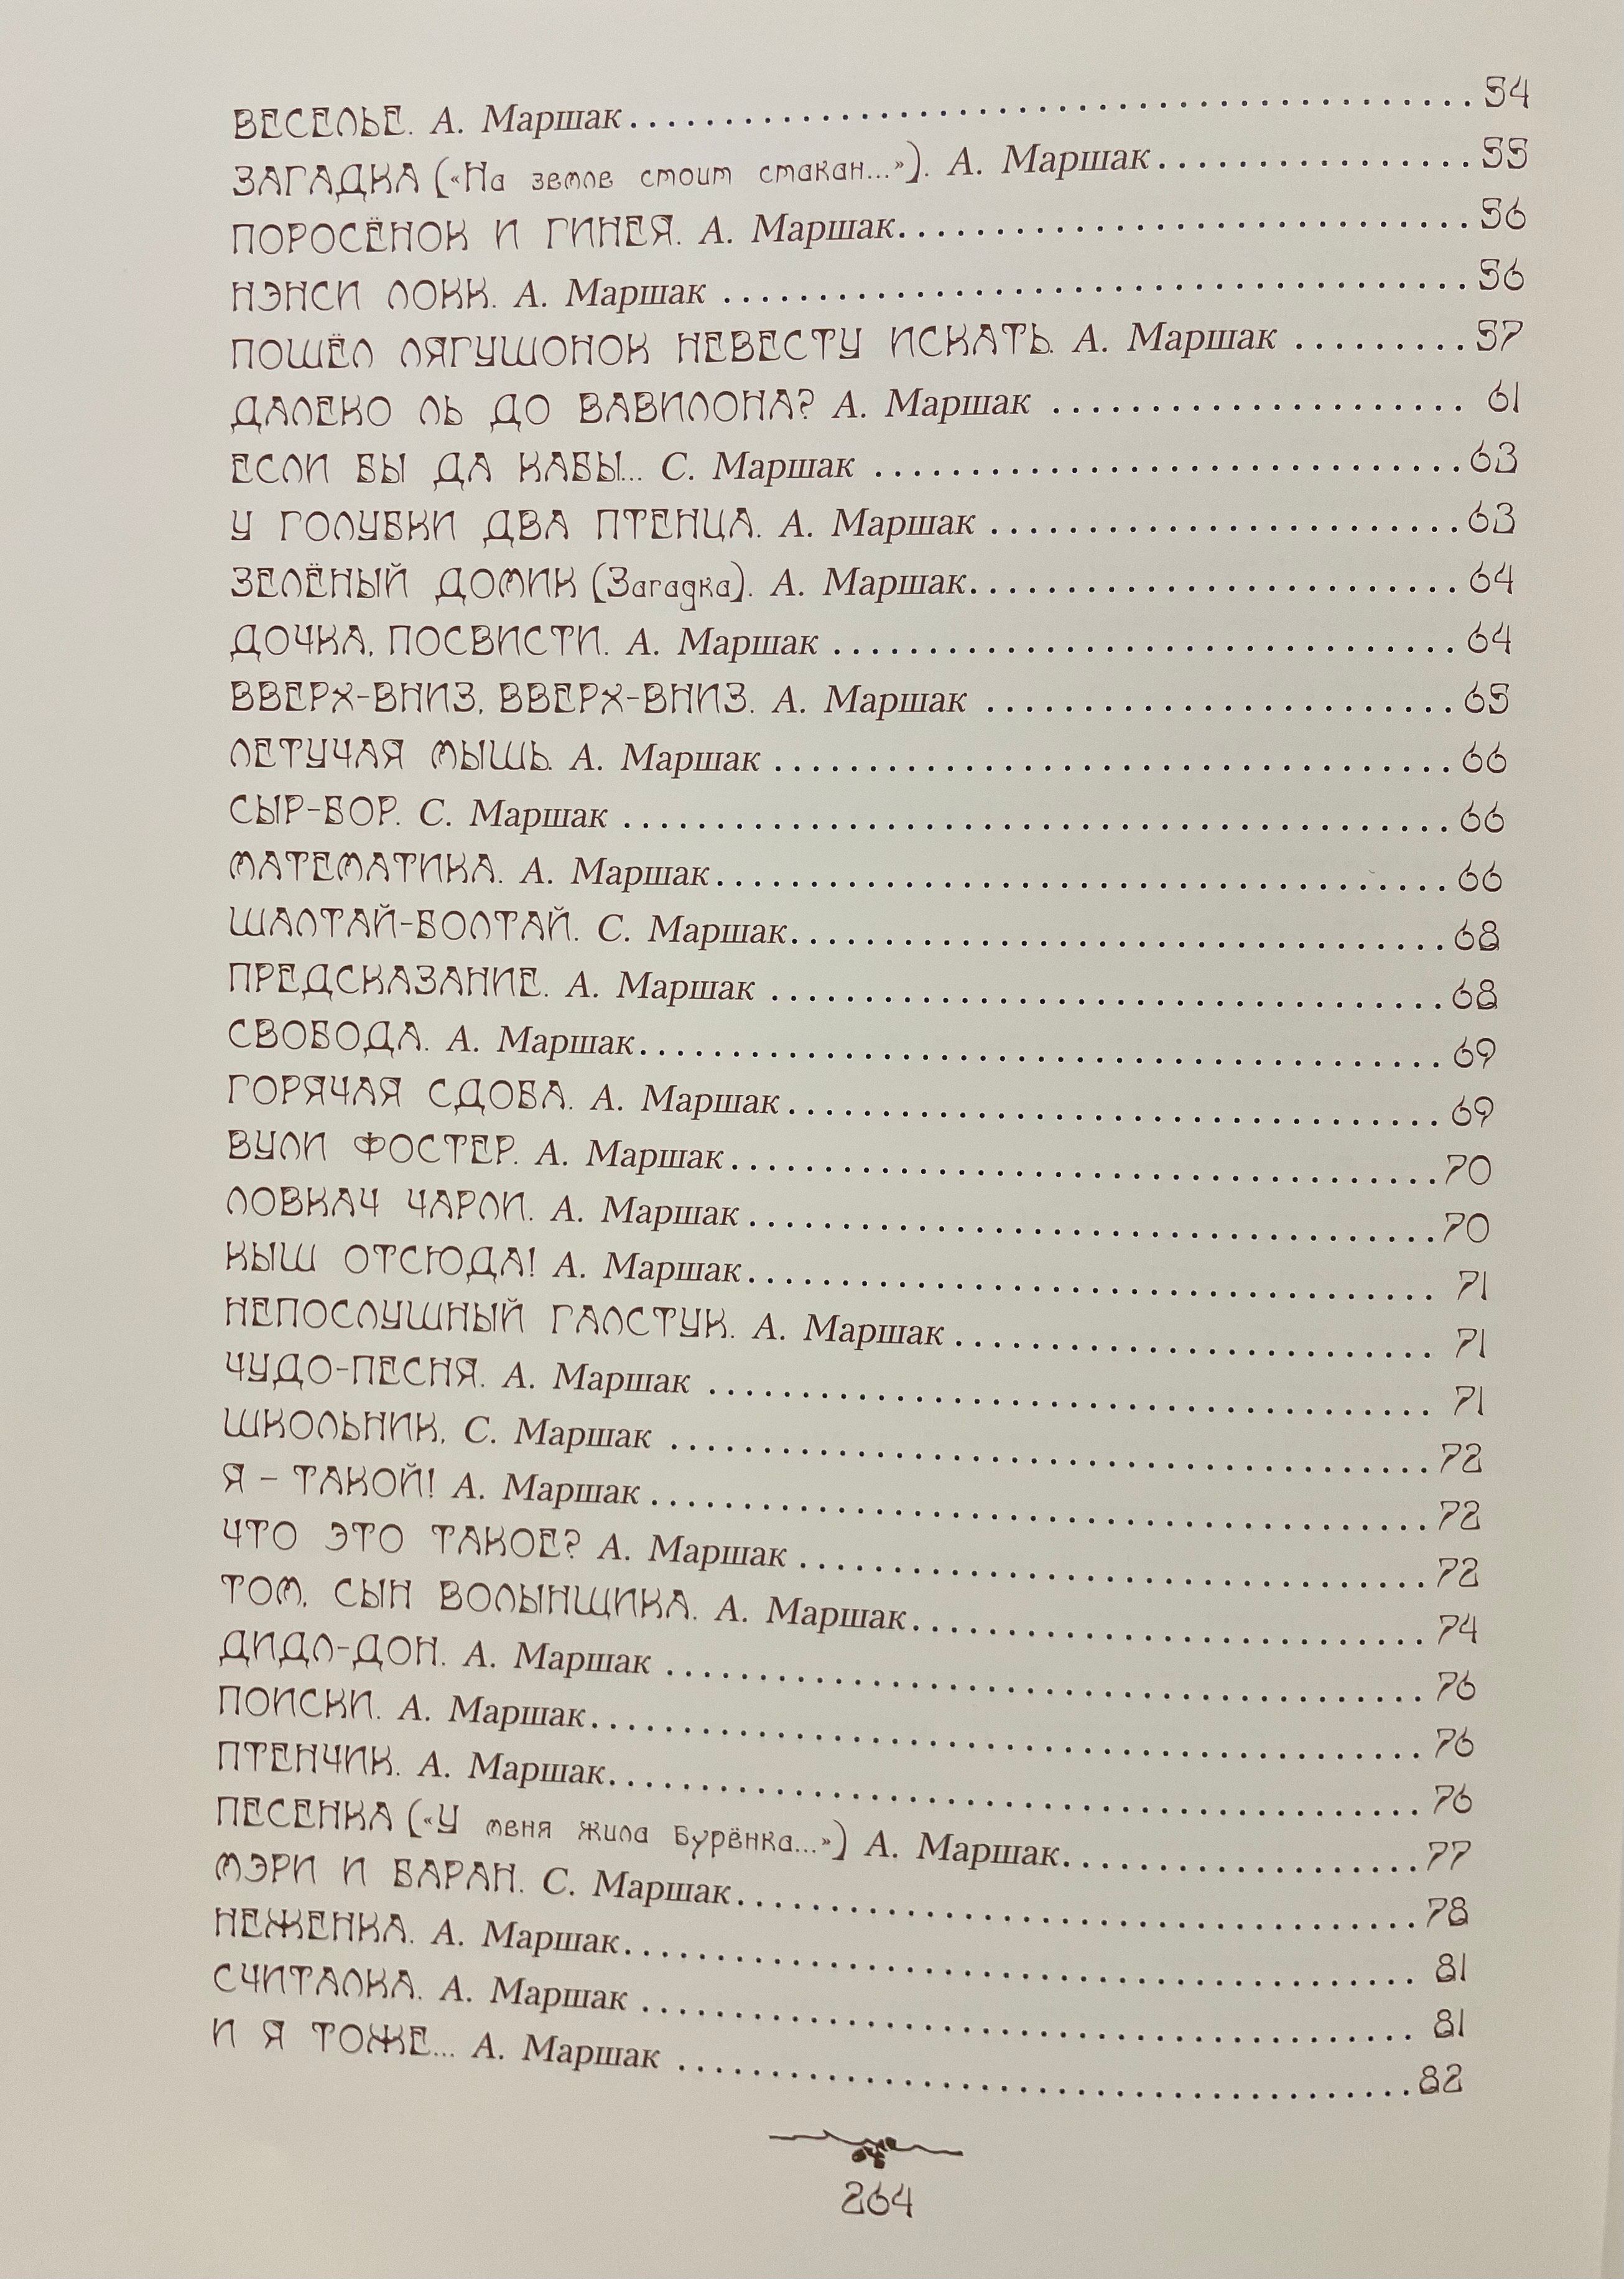 ВЕСЕЛЬЕ. А. Маршак . . . . . . . . . . . . . . . . . . . . 54
ЗАГАДКА («На земле стоит стакан...»). А. Маршак . . . . . . . . . . 55
ПОРОСЁНОК И ГИНЕЯ. А. Маршак . . . . . . . . . . 56
НЭНСИ ЛОКК. А. Маршак . . . . . . . . . . 56
ПОШЁЛ ЛЯГУШОНОК НЕВЕСТУ ИСКАТЬ. А. Маршак . . . . . . . . . 57
ДАЛЕКО ЛЬ ДО ВАВИЛОНА? А. Маршак . . . . . . . . . . 61
ЕСЛИ БЫ ДА КАБЫ... С. Маршак . . . . . . . . . . 63
У ГОЛУБКИ ДВА ПТЕНЦА. А. Маршак . . . . . . . . . . 63
ЗЕЛЁНЫЙ ДОМИК (Загадка). А. Маршак . . . . . . . . . . 64
ДОЧКА, ПОСВИСТИ. А. Маршак . . . . . . . . . . 64
ВВЕРХ-ВНИЗ, ВВЕРХ-ВНИЗ. А. Маршак . . . . . . . . . . 65
ЛЕТУЧАЯ МЫШЬ. А. Маршак . . . . . . . . . . 66
СЫР-БОР. С. Маршак . . . . . . . . . . 66
МАТЕМАТИКА. А. Маршак . . . . . . . . . . 66
ШАЛТАЙ-БОЛТАЙ. С. Маршак . . . . . . . . . . 68
ПРЕДСКАЗАНИЕ. А. Маршак . . . . . . . . . . 68
СВОБОДА. А. Маршак . . . . . . . . . . 69
ГОРЯЧАЯ СДОБА. А. Маршак . . . . . . . . . . 69
ВУЛИ ФОСТЕР. А. Маршак . . . . . . . . . . 70
ЛОВКАЧ ЧАРЛИ. А. Маршак . . . . . . . . . . 70
КЫШ ОТСЮДА! А. Маршак . . . . . . . . . . 71
НЕПОСЛУШНЫЙ ГАЛСТУК. А. Маршак . . . . . . . . . . 71
ЧУДО-ПЕСНЯ. А. Маршак . . . . . . . . . . 71
ШКОЛЬНИК, С. Маршак . . . . . . . . . . 72
Я – ТАКОЙ! А. Маршак . . . . . . . . . . 72
ЧТО ЭТО ТАКОЕ? А. Маршак . . . . . . . . . . 72
ТОМ, СЫН ВОЛЫНЩИКА. А. Маршак . . . . . . . . . . 74
ДИДЛ-ДОН. А. Маршак . . . . . . . . . . 76
ПОИСКИ. А. Маршак . . . . . . . . . . 76
ПТЕНЧИК. А. Маршак . . . . . . . . . . 76
ПЕСЕНКА («У меня жила Бурёнка...») А. Маршак . . . . . . . . . . 77
МЭРИ И БАРАН. С. Маршак . . . . . . . . . . 78
НЕЖЕНКА. А. Маршак . . . . . . . . . . 81
СЧИТАЛКА. А. Маршак . . . . . . . . . . 81
И Я ТОЖЕ... А. Маршак . . . . . . . . . . 82
264